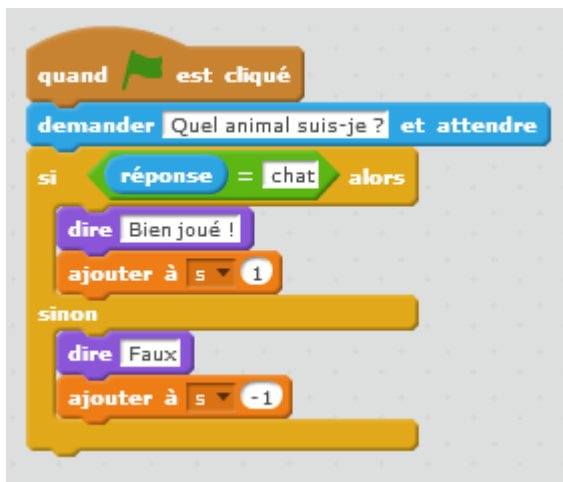 quand est cliqué
demander Quel animal suis-je ? et attendre
si réponse = chat alors
dire Bien joué !
ajouter à s 1
sinon
dire Faux
ajouter à s -1